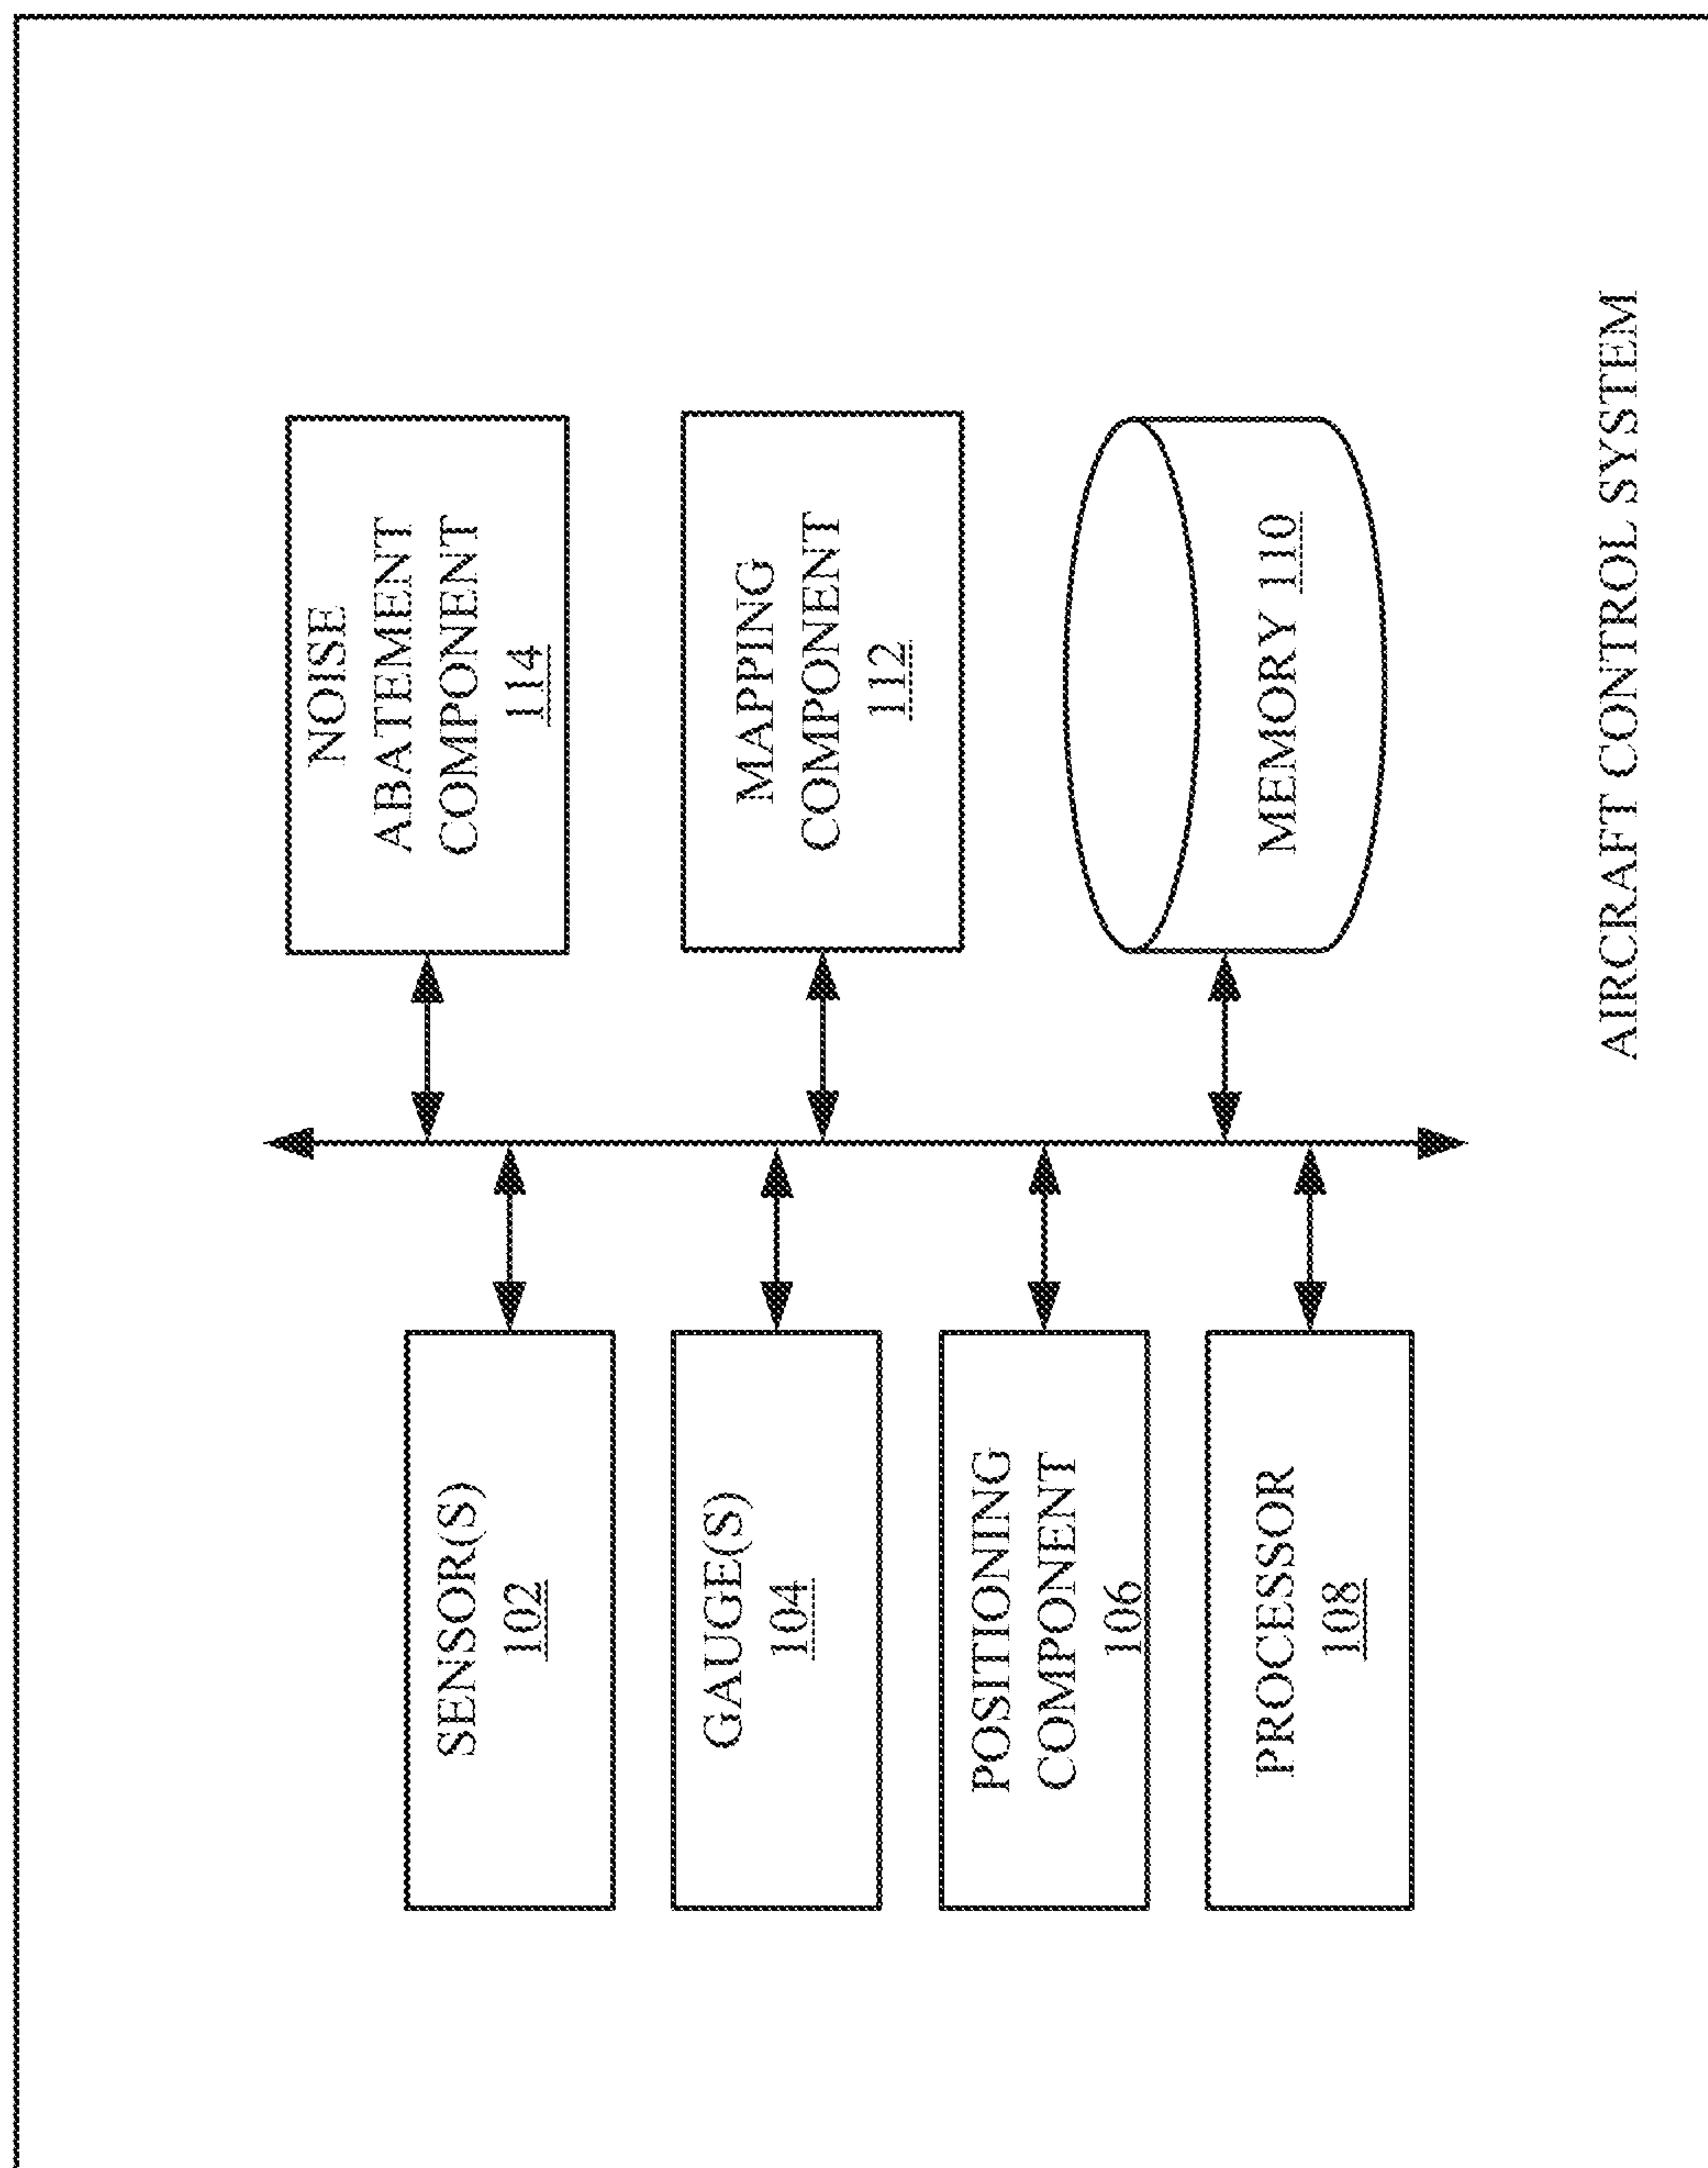 SENSOR(S)
102
GAUGE(S)
104
POSITIONING
COMPONENT
106
PROCESSOR
108
NOISE
ABATEMENT
COMPONENT
114
MAPPING
COMPONENT
112
MEMORY 110
AIRCRAFT CONTROL SYSTEM